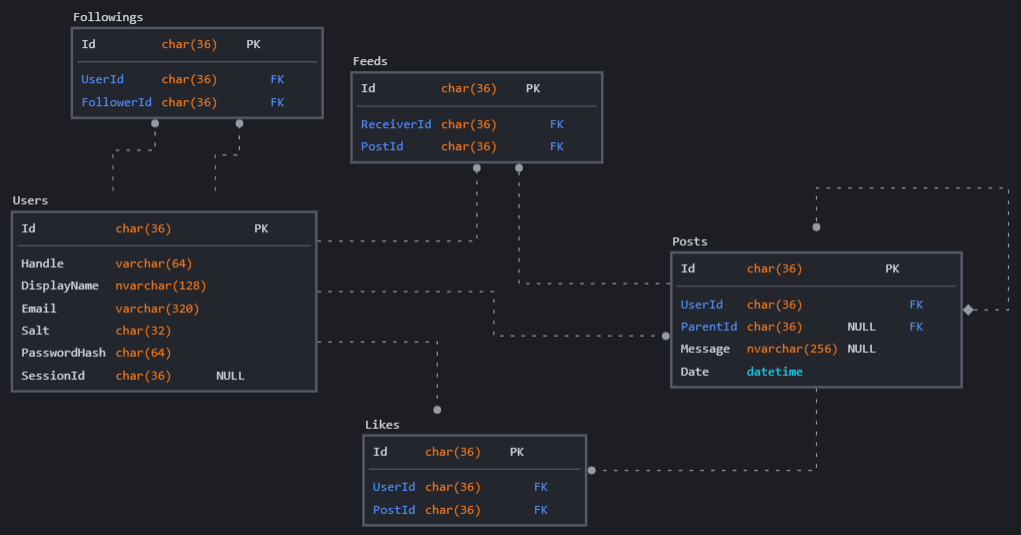 Followings
Id char(36) PK
UserId char(36) FK
FollowerId char(36) FK
Feeds
Id char(36) PK
ReceiverId char(36) FK
PostId char(36) FK
Users
Id char(36) PK
Handle varchar(64)
DisplayName nvarchar(128)
Email varchar(320)
Salt char(32)
PasswordHash char(64)
SessionId char(36) NULL
Posts
Id char(36) PK
UserId char(36) FK
ParentId char(36) NULL FK
Message nvarchar(256) NULL
Date datetime
Likes
Id char(36) PK
UserId char(36) FK
PostId char(36) FK